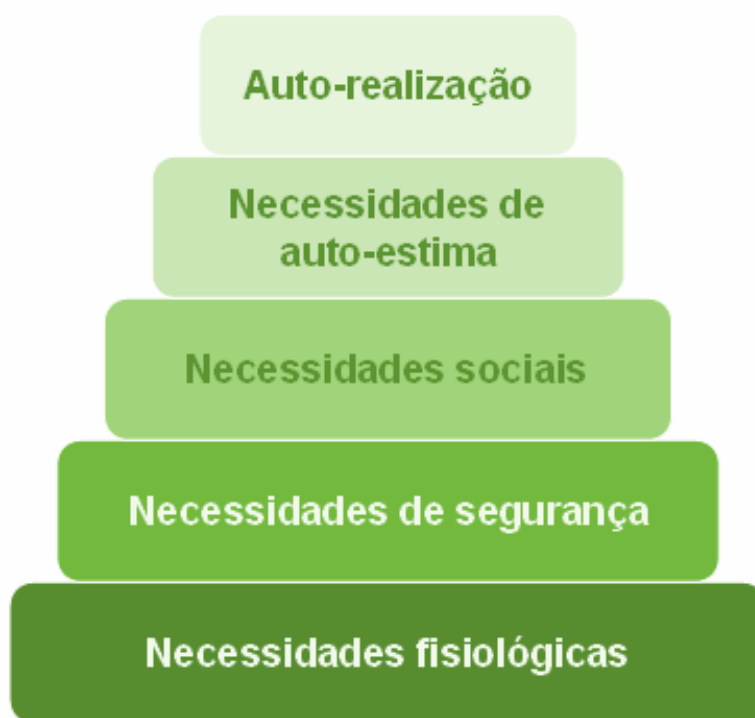 Auto-realização
Necessidades de
auto-estima
Necessidades sociais
Necessidades de segurança
Necessidades fisiológicas